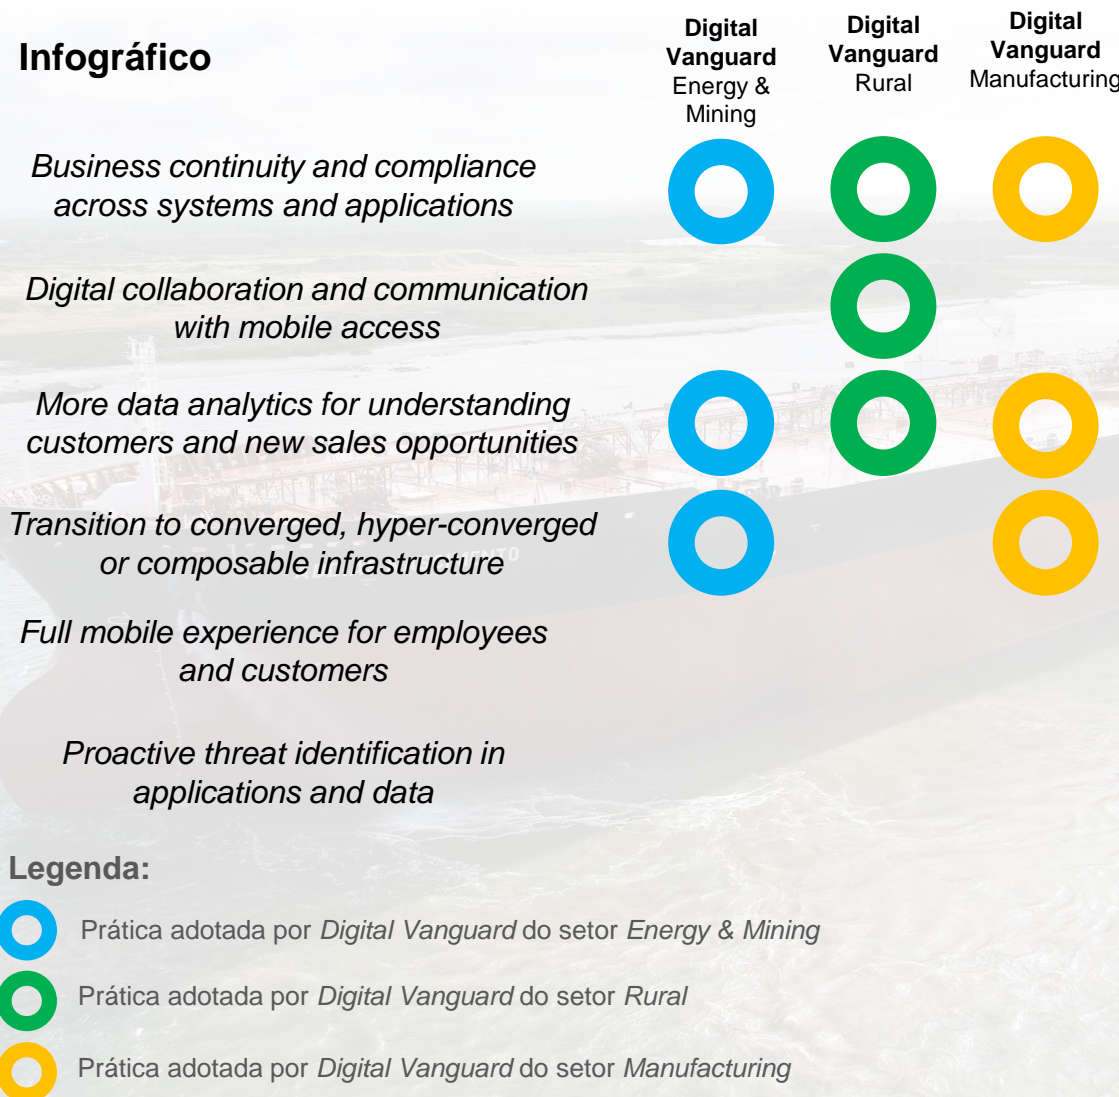 Infográfico
Digital
Vanguard
Energy &
Mining
Digital
Vanguard
Rural
Digital
Vanguard
Manufacturing
Business continuity and compliance
across systems and applications
Digital collaboration and communication
with mobile access
More data analytics for understanding
customers and new sales opportunities
Transition to converged, hyper-converged
or composable infrastructure
Full mobile experience for employees
and customers
Proactive threat identification in
applications and data
Legenda:
Prática adotada por Digital Vanguard do setor Energy & Mining
Prática adotada por Digital Vanguard do setor Rural
Prática adotada por Digital Vanguard do setor Manufacturing